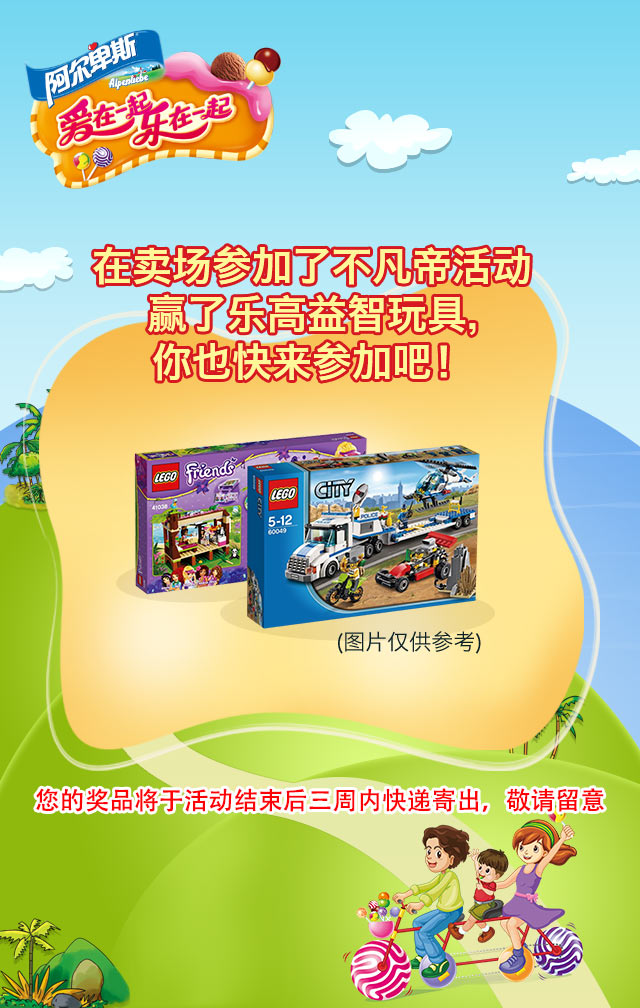 阿尔卑斯
Alpenliebe
爱在一起 乐在一起
在卖场参加了不凡帝活动
赢了乐高益智玩具,
你也快来参加吧!
LEGO Friends
41038
LEGO CITY
5-12
60049
POLICE
(图片仅供参考)
您的奖品将于活动结束后三周内快递寄出，敬请留意